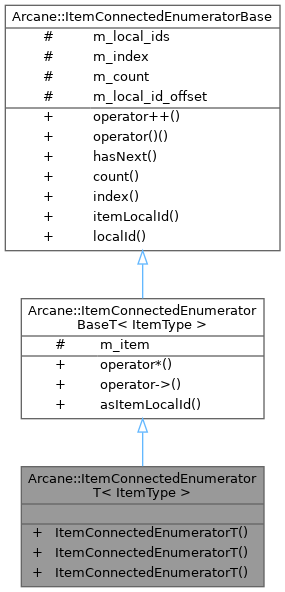 Arcane::ItemConnectedEnumeratorBase
# m_local_ids
# m_index
# m_count
# m_local_id_offset
+ operator++()
+ operator()()
+ hasNext()
+ count()
+ index()
+ itemLocalId()
+ localId()
Arcane::ItemConnectedEnumerator
BaseT< ItemType >
# m_item
+ operator*()
+ operator->()
+ asItemLocalId()
Arcane::ItemConnectedEnumerator
T< ItemType >
+ ItemConnectedEnumeratorT()
+ ItemConnectedEnumeratorT()
+ ItemConnectedEnumeratorT()